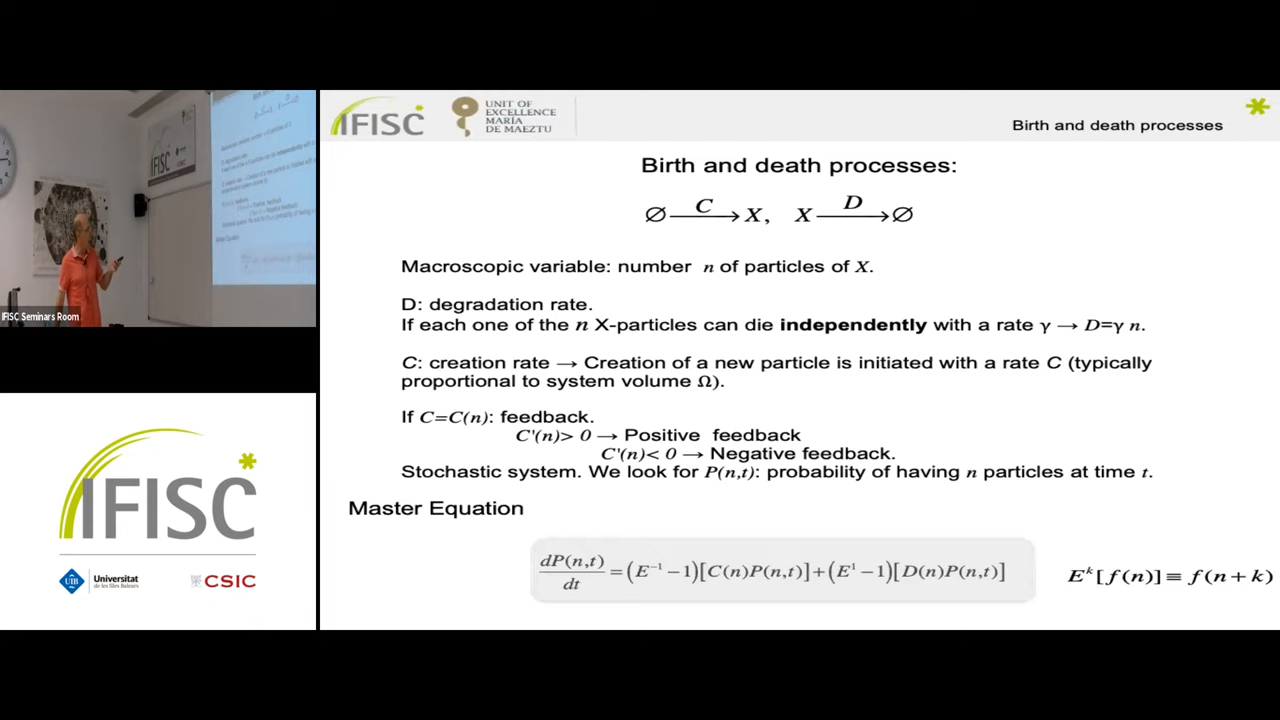 IFISC
UNIT OF
EXCELLENCE
MARÍA
DE MAEZTU
Birth and death processes
Birth and death processes:
∅ —C→ X, X —D→ ∅
Macroscopic variable: number n of particles of X.
D: degradation rate.
If each one of the n X-particles can die independently with a rate γ → D=γ n.
C: creation rate → Creation of a new particle is initiated with a rate C (typically
proportional to system volume Ω).
If C=C(n): feedback.
C'(n)> 0 → Positive feedback
C'(n)< 0 → Negative feedback.
Stochastic system. We look for P(n,t): probability of having n particles at time t.
Master Equation
dP(n,t)/dt = (E⁻¹ −1)[C(n)P(n,t)]+(E¹ −1)[D(n)P(n,t)]
Eᵏ[f(n)] ≡ f(n+k)
IFISC Seminars Room
IFISC
UIB Universitat
de les Illes Balears
CSIC